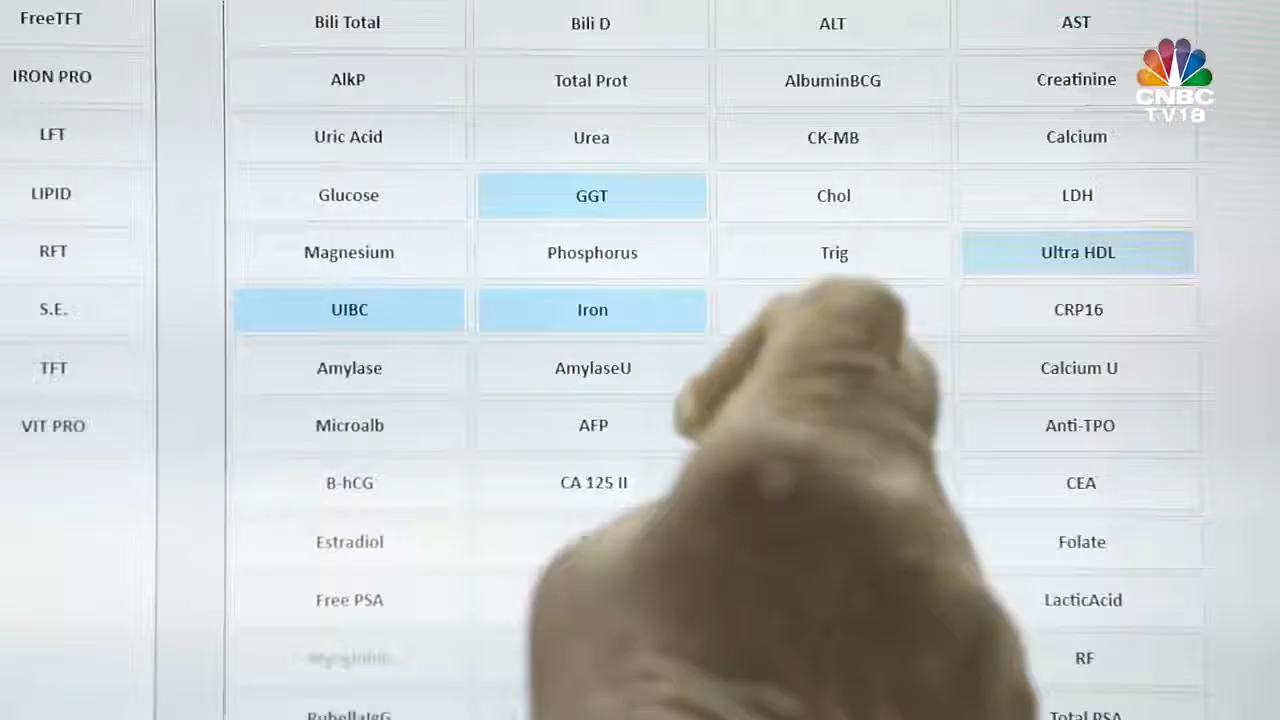 FreeTFT
Bili Total
Bili D
ALT
AST
IRON PRO
AlkP
Total Prot
AlbuminBCG
Creatinine
CNBC
TV18
LFT
Uric Acid
Urea
CK-MB
Calcium
LIPID
Glucose
GGT
Chol
LDH
RFT
Magnesium
Phosphorus
Trig
Ultra HDL
S.E.
UIBC
Iron
CRP16
TFT
Amylase
AmylaseU
Calcium U
VIT PRO
Microalb
AFP
Anti-TPO
B-hCG
CA 125 II
CEA
Estradiol
Folate
Free PSA
LacticAcid
RF
RubellaIgG
Total PSA